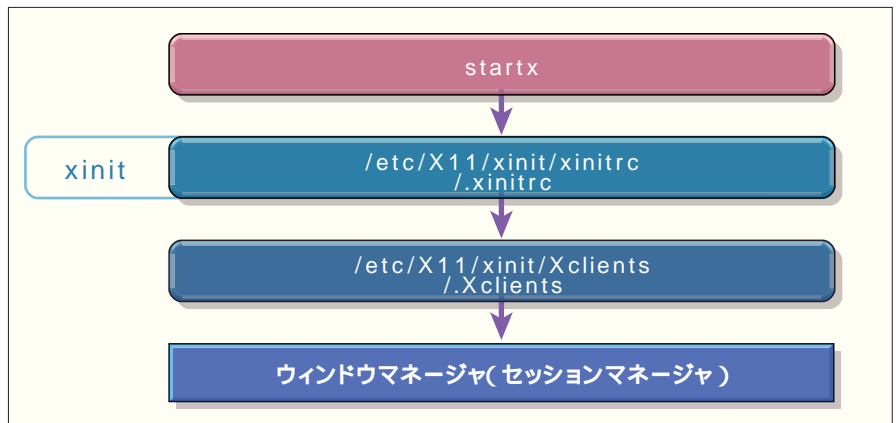 startx
xinit
/etc/X11/xinit/xinitrc
/.xinitrc
/etc/X11/xinit/Xclients
/.Xclients
ウィンドウマネージャ(セッションマネージャ)